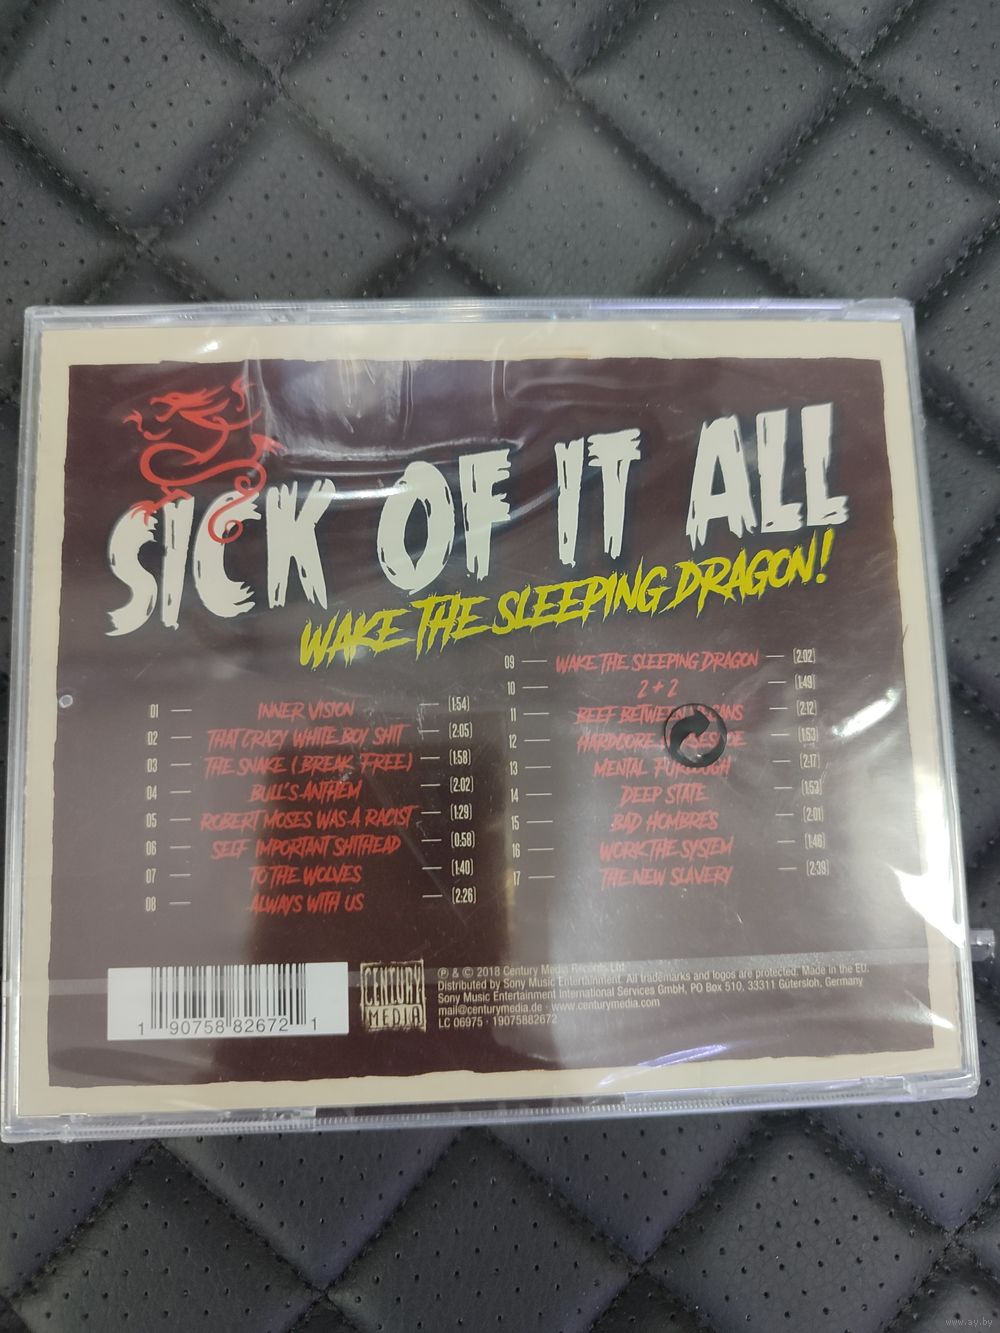 SICK OF IT ALL
WAKE THE SLEEPING DRAGON!
01 — INNER VISION — (1:54)
02 — THAT CRAZY WHITE BOY SHIT — (2:05)
03 — THE SNAKE (BREAK FREE) — (1:58)
04 — BULL'S ANTHEM — (2:02)
05 — ROBERT MOSES WAS A RACIST — (1:29)
06 — SELF IMPORTANT SHITHEAD — (0:58)
07 — TO THE WOLVES — (1:40)
08 — ALWAYS WITH US — (2:26)
09 — WAKE THE SLEEPING DRAGON — (2:02)
10 — 2 + 2 — (1:49)
11 — BEEF BETWEEN — (2:12)
12 — HARDCORE — (1:53)
13 — MENTAL FURLOUGH — (2:17)
14 — DEEP STATE — (1:53)
15 — BAD HOMBRES — (2:01)
16 — WORK THE SYSTEM — (1:46)
17 — THE NEW SLAVERY — (2:39)
1 90758 82672 1
CENTURY
MEDIA
℗ & © 2018 Century Media Records Ltd.
Distributed by Sony Music Entertainment. All trademarks and logos are protected. Made in the EU.
Sony Music Entertainment International Services GmbH, PO Box 510, 33311 Gütersloh, Germany
mail@centurymedia.de · www.centurymedia.com
LC 06975 · 19075882672
www.ay.by